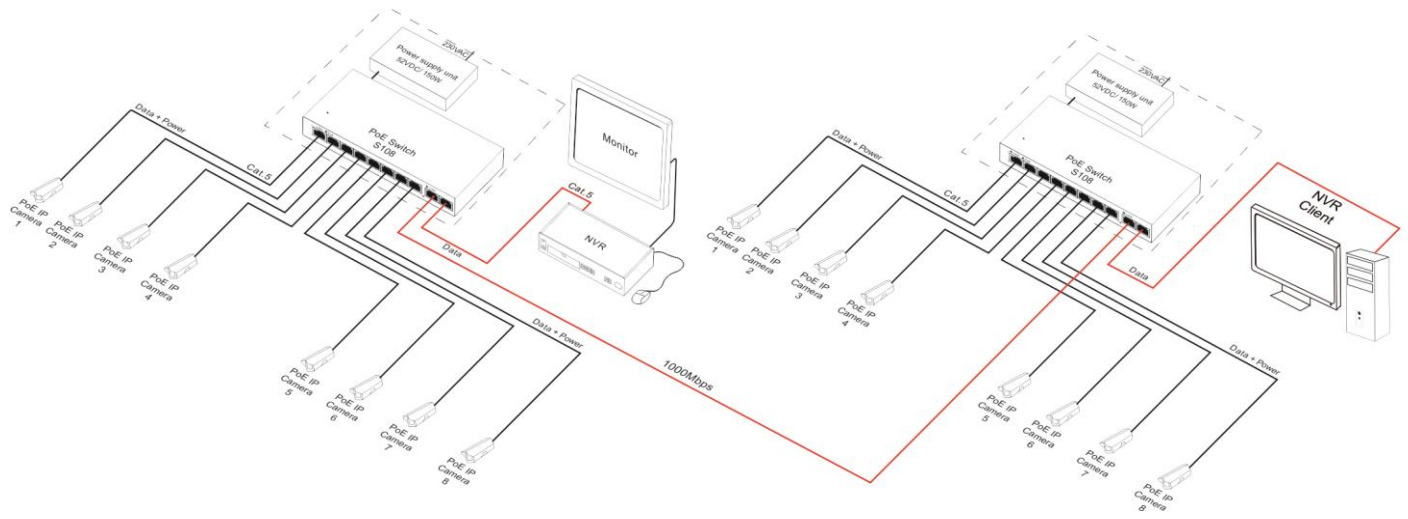 230VAC
Power supply unit
52VDC/ 150W
PoE Switch
S108
Data + Power
Cat.5
PoE IP
Camera
1
PoE IP
Camera
2
PoE IP
Camera
3
PoE IP
Camera
4
Monitor
Cat.5
NVR
Data
Data + Power
PoE IP
Camera
5
PoE IP
Camera
6
PoE IP
Camera
7
PoE IP
Camera
8
1000Mbps
230VAC
Power supply unit
52VDC/ 150W
PoE Switch
S108
Data + Power
Cat.5
PoE IP
Camera
1
PoE IP
Camera
2
PoE IP
Camera
3
PoE IP
Camera
4
NVR
Client
Data
Data + Power
PoE IP
Camera
5
PoE IP
Camera
6
PoE IP
Camera
7
PoE IP
Camera
8